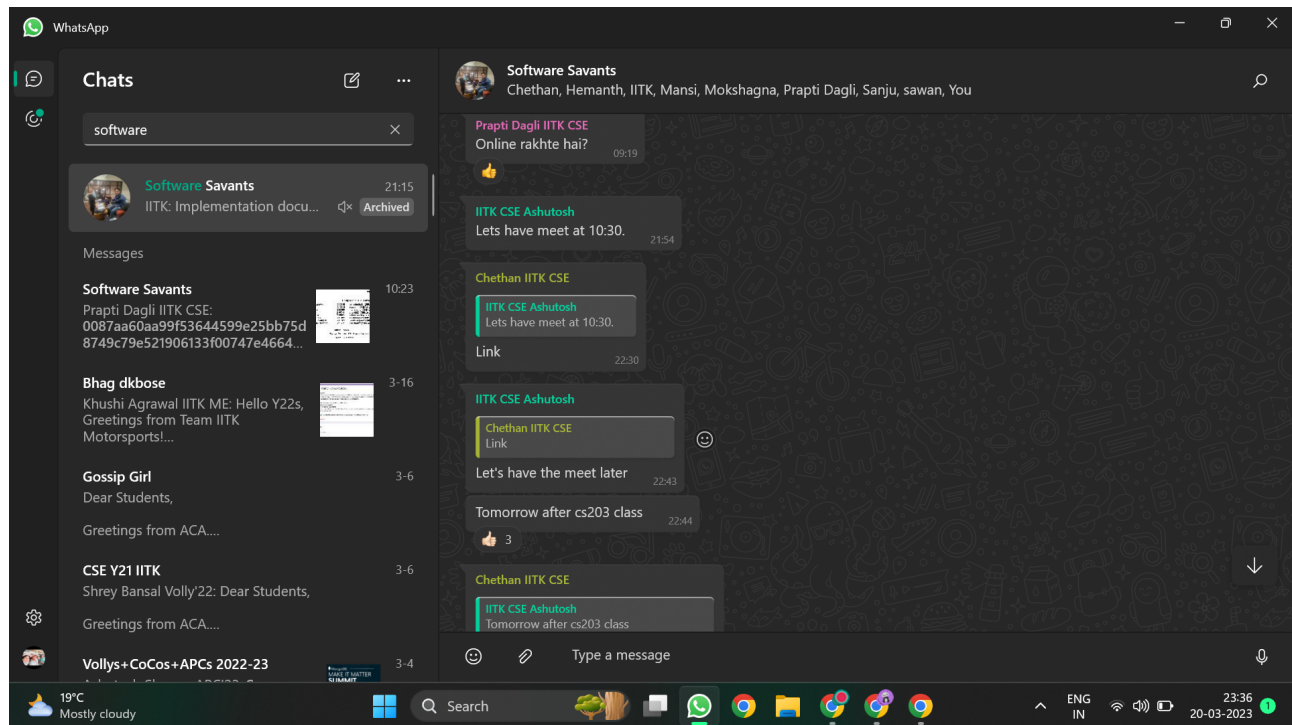 WhatsApp
Chats
software
Software Savants
21:15
IITK: Implementation docu...
Archived
Messages
Software Savants
10:23
Prapti Dagli IITK CSE:
0087aa60aa99f53644599e25bb75d
8749c79e521906133f00747e4664...
Bhag dkbose
3-16
Khushi Agrawal IITK ME: Hello Y22s,
Greetings from Team IITK
Motorsports!...
Gossip Girl
3-6
Dear Students,
Greetings from ACA....
CSE Y21 IITK
3-6
Shrey Bansal Volly'22: Dear Students,
Greetings from ACA....
Vollys+CoCos+APCs 2022-23
3-4
MAKE IT MATTER
SUMMIT
Software Savants
Chethan, Hemanth, IITK, Mansi, Mokshagna, Prapti Dagli, Sanju, sawan, You
Prapti Dagli IITK CSE
Online rakhte hai?
09:19
IITK CSE Ashutosh
Lets have meet at 10:30.
21:54
Chethan IITK CSE
IITK CSE Ashutosh
Lets have meet at 10:30.
Link
22:30
IITK CSE Ashutosh
Chethan IITK CSE
Link
Let's have the meet later
22:43
Tomorrow after cs203 class
22:44
3
Chethan IITK CSE
IITK CSE Ashutosh
Tomorrow after cs203 class
Type a message
19°C
Mostly cloudy
Search
ENG
IN
23:36
20-03-2023
1